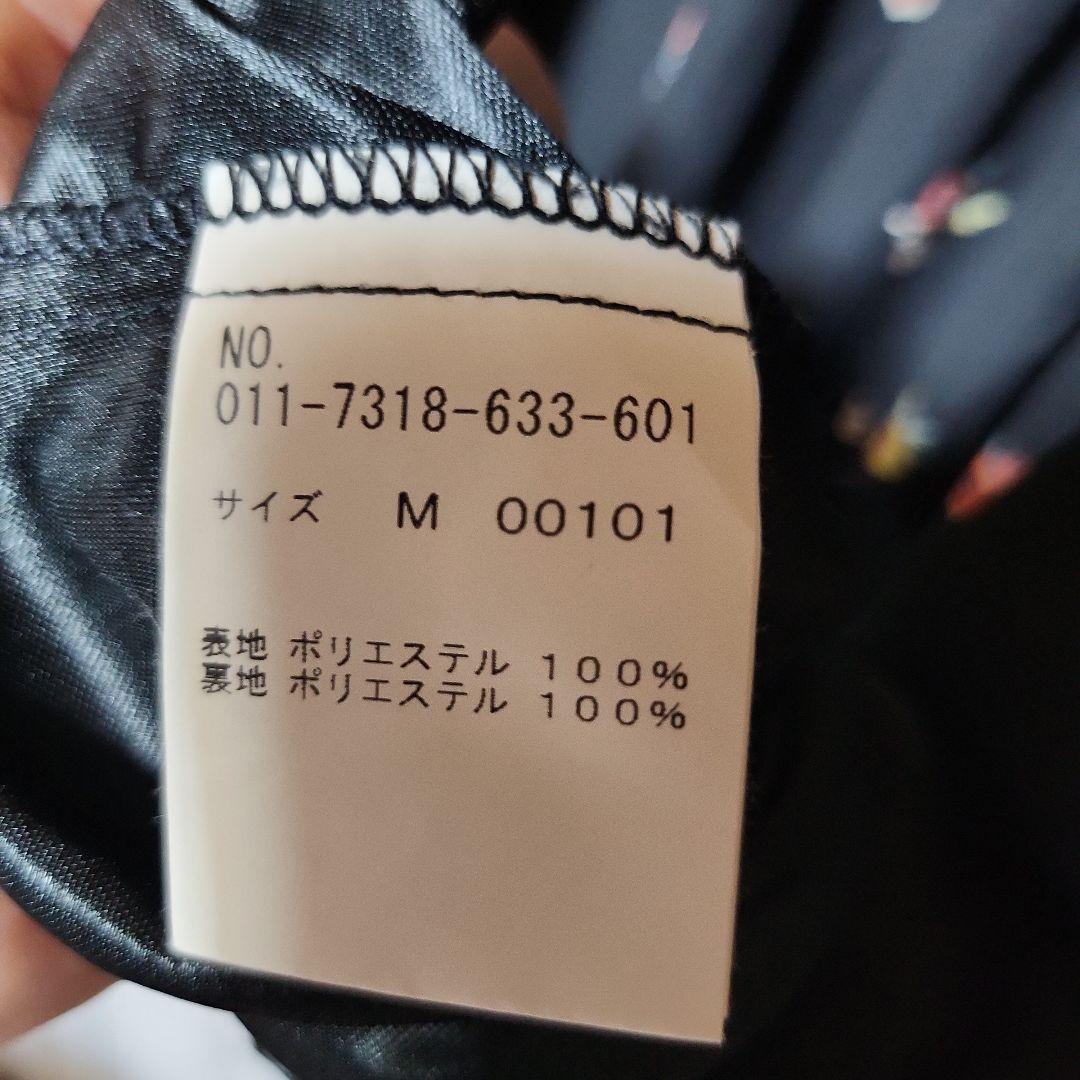 NO.
011-7318-633-601
サイズ M 00101
表地 ポリエステル 100%
裏地 ポリエステル 100%